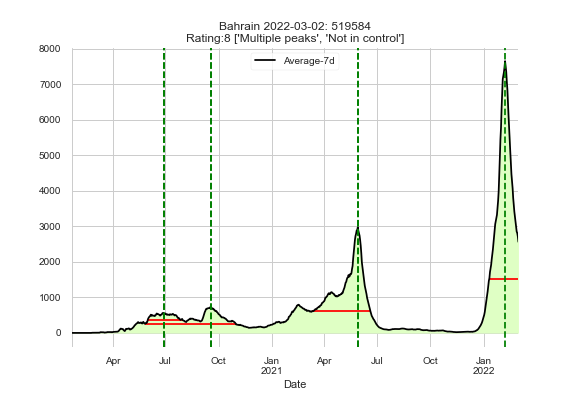 Bahrain 2022-03-02: 519584
Rating:8 ['Multiple peaks', 'Not in control']
Average-7d
8000
7000
6000
5000
4000
3000
2000
1000
0
Apr Jul Oct Jan Apr Jul Oct Jan
2021 2022
Date